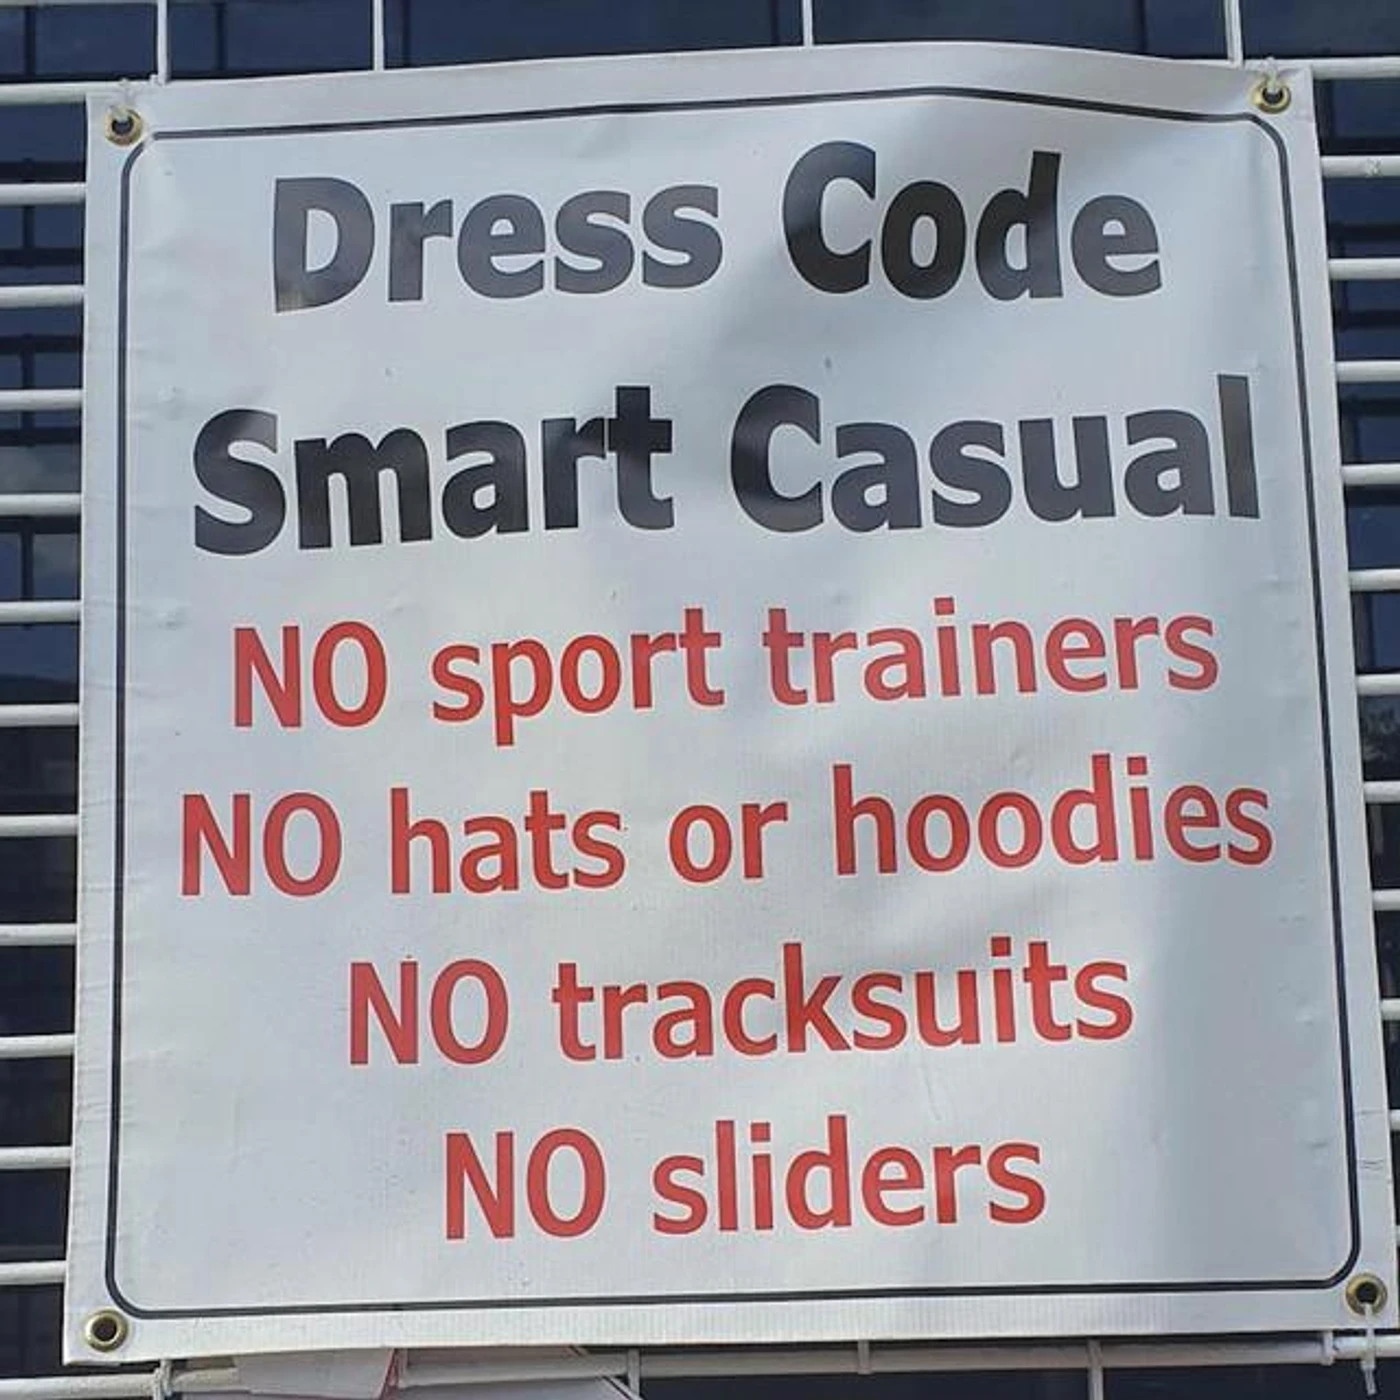 Dress Code
Smart Casual
NO sport trainers
NO hats or hoodies
NO tracksuits
NO sliders